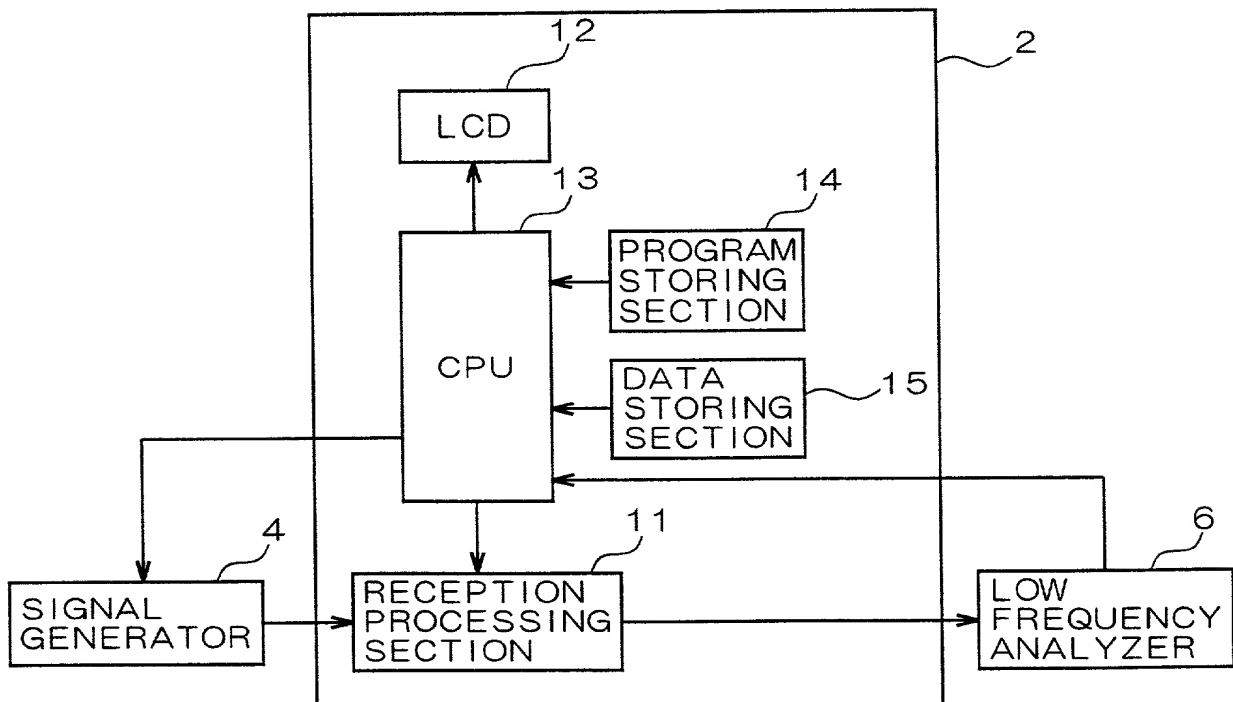 12
2
LCD
13
14
PROGRAM
STORING
SECTION
CPU
DATA
STORING
SECTION
15
4
11
6
SIGNAL
GENERATOR
RECEPTION
PROCESSING
SECTION
LOW
FREQUENCY
ANALYZER